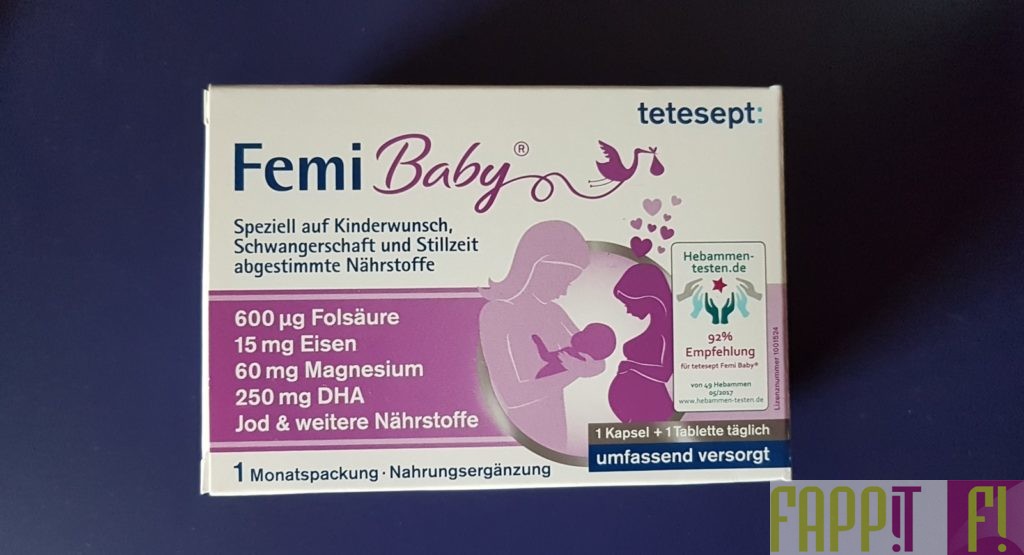 tetesept:
Femi Baby®
Speziell auf Kinderwunsch,
Schwangerschaft und Stillzeit
abgestimmte Nährstoffe
600 µg Folsäure
15 mg Eisen
60 mg Magnesium
250 mg DHA
Jod & weitere Nährstoffe
1 Monatspackung · Nahrungsergänzung
Hebammen-
testen.de
92%
Empfehlung
für tetesept Femi Baby®
von 49 Hebammen
05/2017
www.hebammen-testen.de
Lizenznummer 1001524
1 Kapsel + 1 Tablette täglich
umfassend versorgt
FAPPiT F!